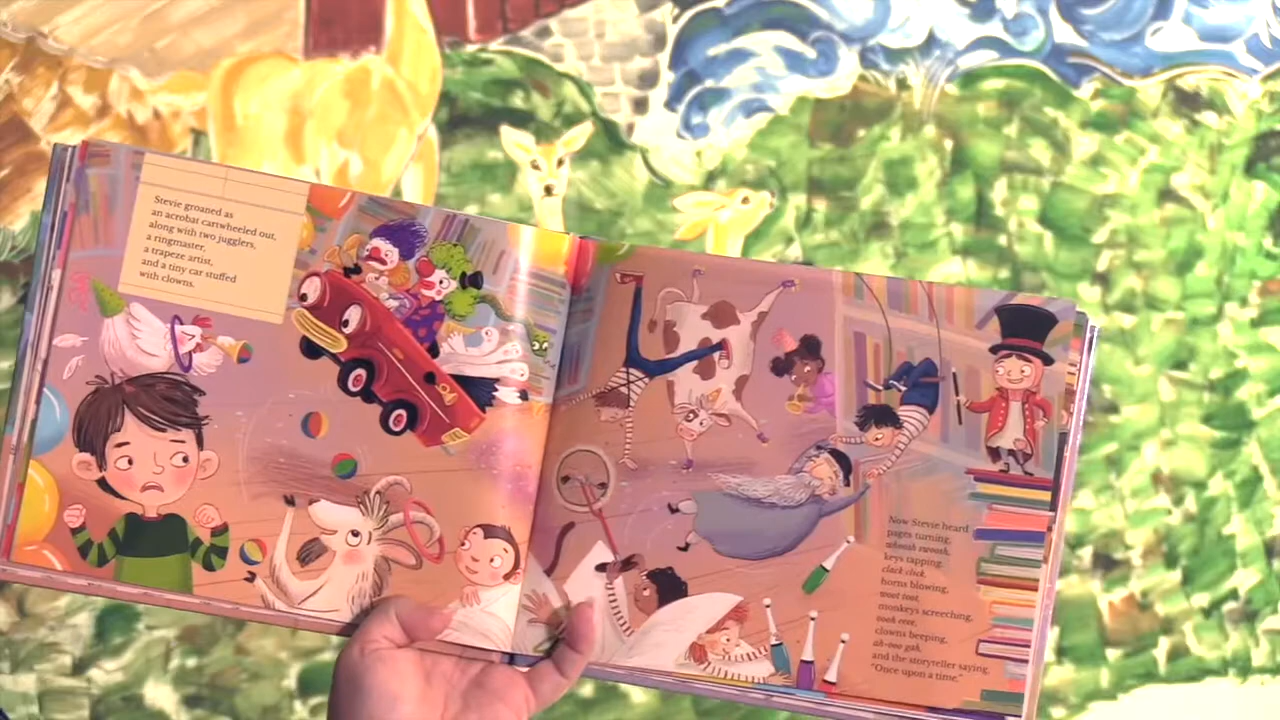 Stevie groaned as
an acrobat cartwheeled out,
along with two jugglers,
a ringmaster,
a trapeze artist,
and a tiny car stuffed
with clowns.
Now Stevie heard
pages turning,
whoosh swoosh,
keys tapping,
clack click,
horns blowing,
woot toot,
monkeys screeching,
oooh eeee,
clowns beeping,
ah-ooo gah,
and the storyteller saying,
"Once upon a time."